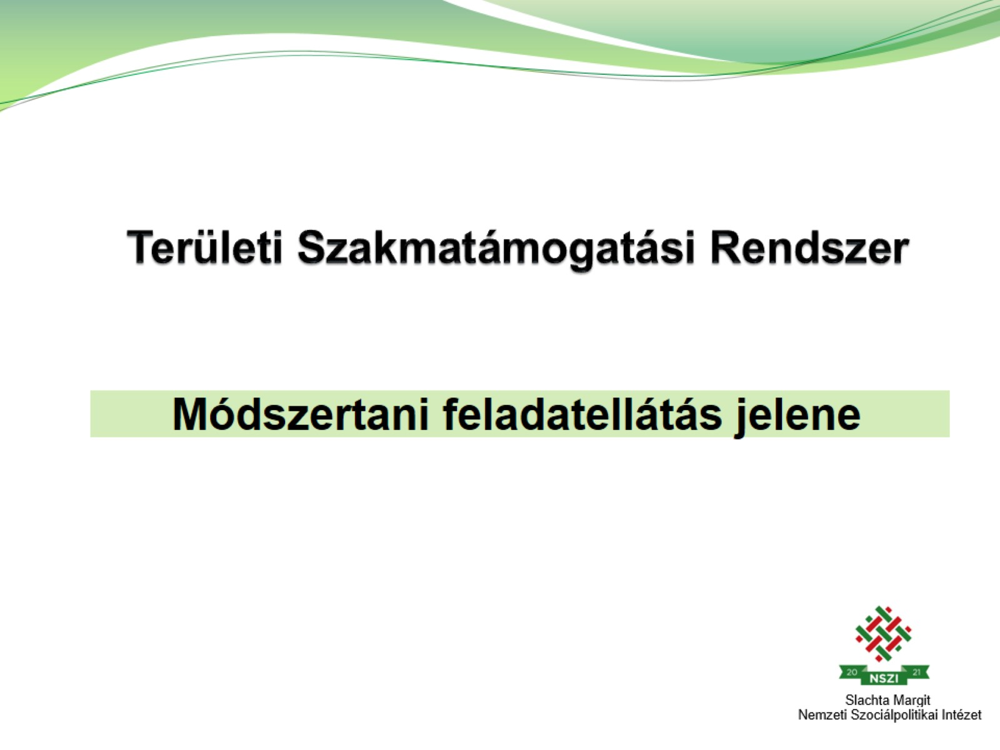 Területi Szakmatámogatási Rendszer
Módszertani feladatellátás jelene
20 NSZI 21
Slachta Margit
Nemzeti Szociálpolitikai Intézet